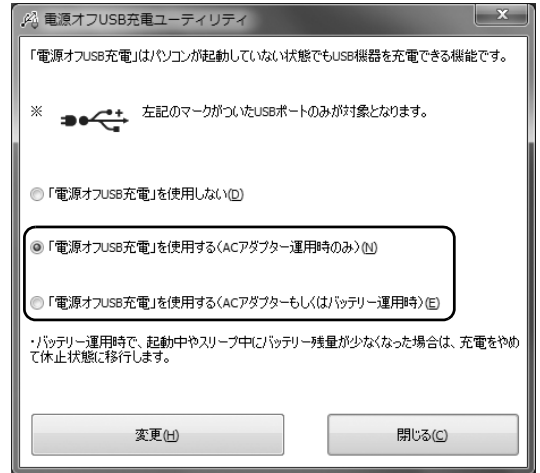 電源オフUSB充電ユーティリティ
「電源オフUSB充電」はパソコンが起動していない状態でもUSB機器を充電できる機能です。
※ 左記のマークがついたUSBポートのみが対象となります。
「電源オフUSB充電」を使用しない(D)
「電源オフUSB充電」を使用する(ACアダプター運用時のみ)(N)
「電源オフUSB充電」を使用する(ACアダプターもしくはバッテリー運用時)(E)
・バッテリー運用時で、起動中やスリープ中にバッテリー残量が少なくなった場合は、充電をやめ
て休止状態に移行します。
変更(H) 閉じる(C)